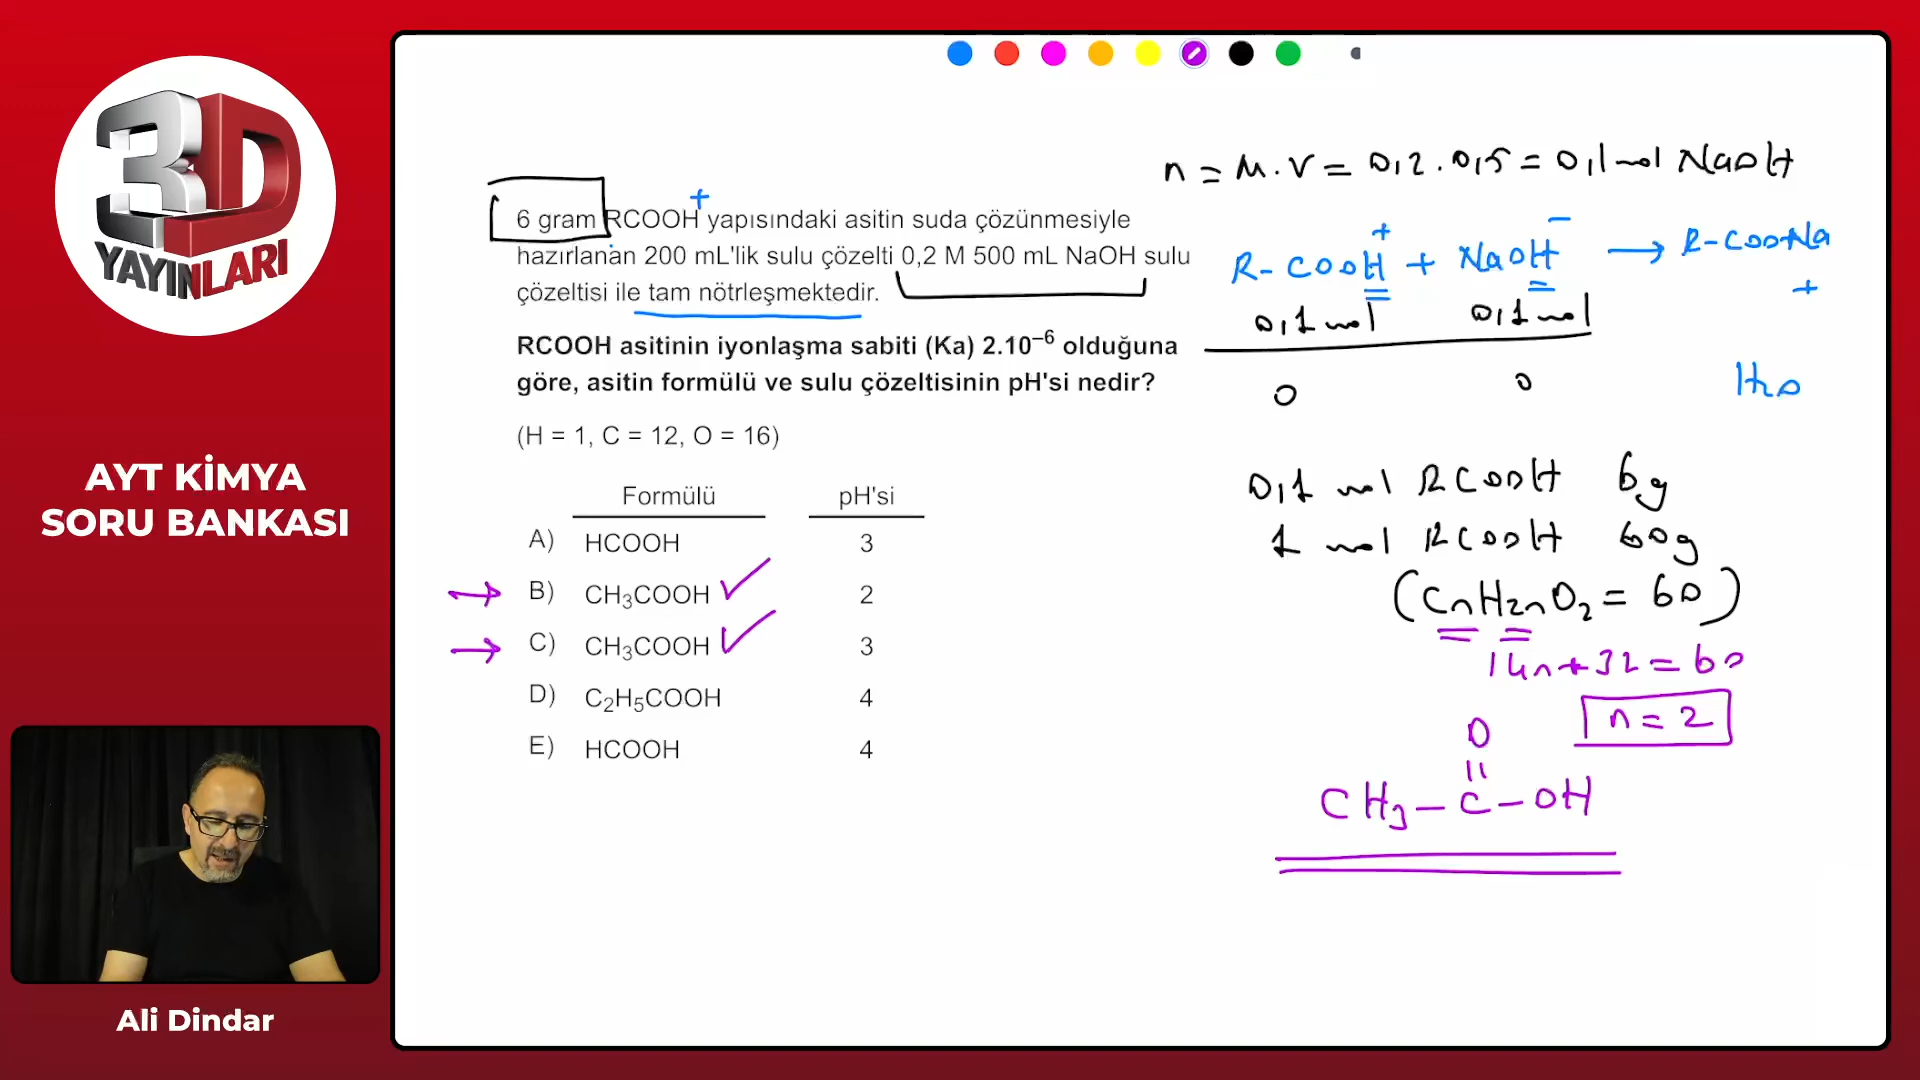 3D
YAYINLARI
AYT KİMYA
SORU BANKASI
Ali Dindar
6 gram RCOOH yapısındaki asitin suda çözünmesiyle
hazırlanan 200 mL'lik sulu çözelti 0,2 M 500 mL NaOH sulu
çözeltisi ile tam nötrleşmektedir.
RCOOH asitinin iyonlaşma sabiti (Ka) 2.10⁻⁶ olduğuna
göre, asitin formülü ve sulu çözeltisinin pH'si nedir?
(H = 1, C = 12, O = 16)
Formülü pH'si
A) HCOOH 3
B) CH₃COOH 2
C) CH₃COOH 3
D) C₂H₅COOH 4
E) HCOOH 4
+
n = M.V = 0,2.0,5 = 0,1 mol NaOH
R-COOH⁺ + NaOH⁻ → R-COONa
+
0,1 mol 0,1 mol
0 0 H₂O
0,1 mol RCOOH 6g
1 mol RCOOH 60g
(CnH2nO₂ = 60)
14n+32=60
n = 2
O
CH₃-C-OH